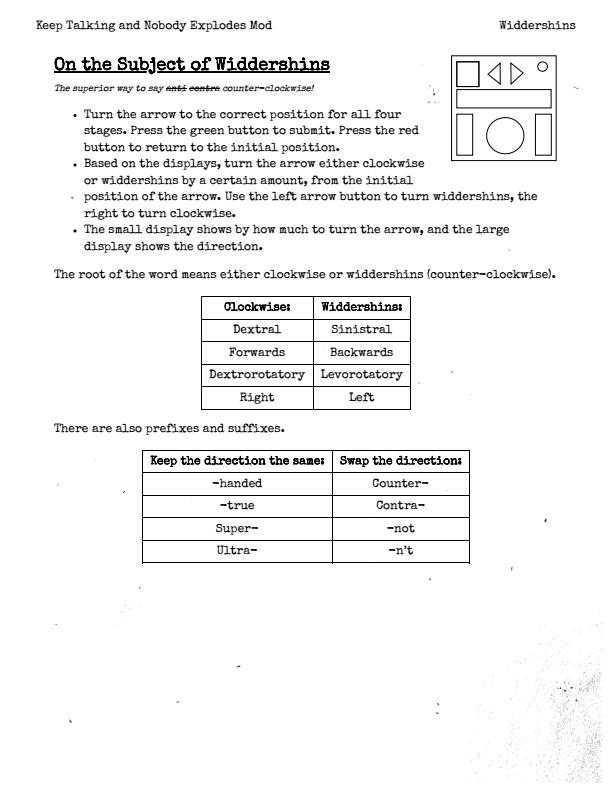 Keep Talking and Nobody Explodes Mod Widdershins
On the Subject of Widdershins
The superior way to say anti contra counter-clockwise!
• Turn the arrow to the correct position for all four
stages. Press the green button to submit. Press the red
button to return to the initial position.
• Based on the displays, turn the arrow either clockwise
or widdershins by a certain amount, from the initial
position of the arrow. Use the left arrow button to turn widdershins, the
right to turn clockwise.
• The small display shows by how much to turn the arrow, and the large
display shows the direction.
The root of the word means either clockwise or widdershins (counter-clockwise).
Clockwise: Widdershins:
Dextral Sinistral
Forwards Backwards
Dextrorotatory Levorotatory
Right Left
There are also prefixes and suffixes.
Keep the direction the same: Swap the direction:
-handed Counter-
-true Contra-
Super- -not
Ultra- -n't